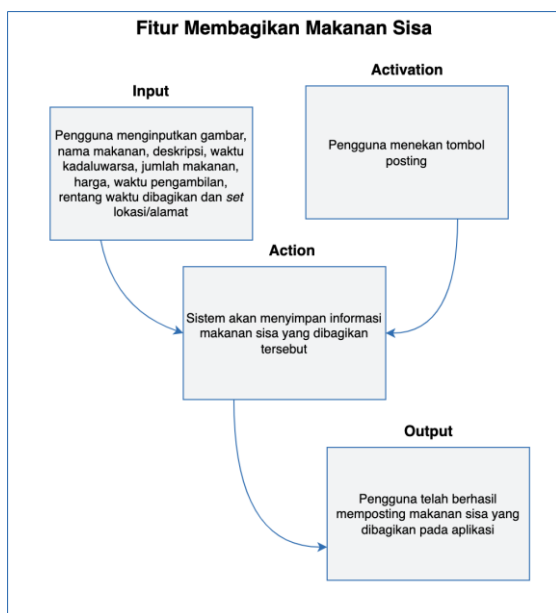 Fitur Membagikan Makanan Sisa
Input
Pengguna menginputkan gambar,
nama makanan, deskripsi, waktu
kadaluwarsa, jumlah makanan,
harga, waktu pengambilan,
rentang waktu dibagikan dan set
lokasi/alamat
Activation
Pengguna menekan tombol
posting
Action
Sistem akan menyimpan informasi
makanan sisa yang dibagikan
tersebut
Output
Pengguna telah berhasil
memposting makanan sisa yang
dibagikan pada aplikasi